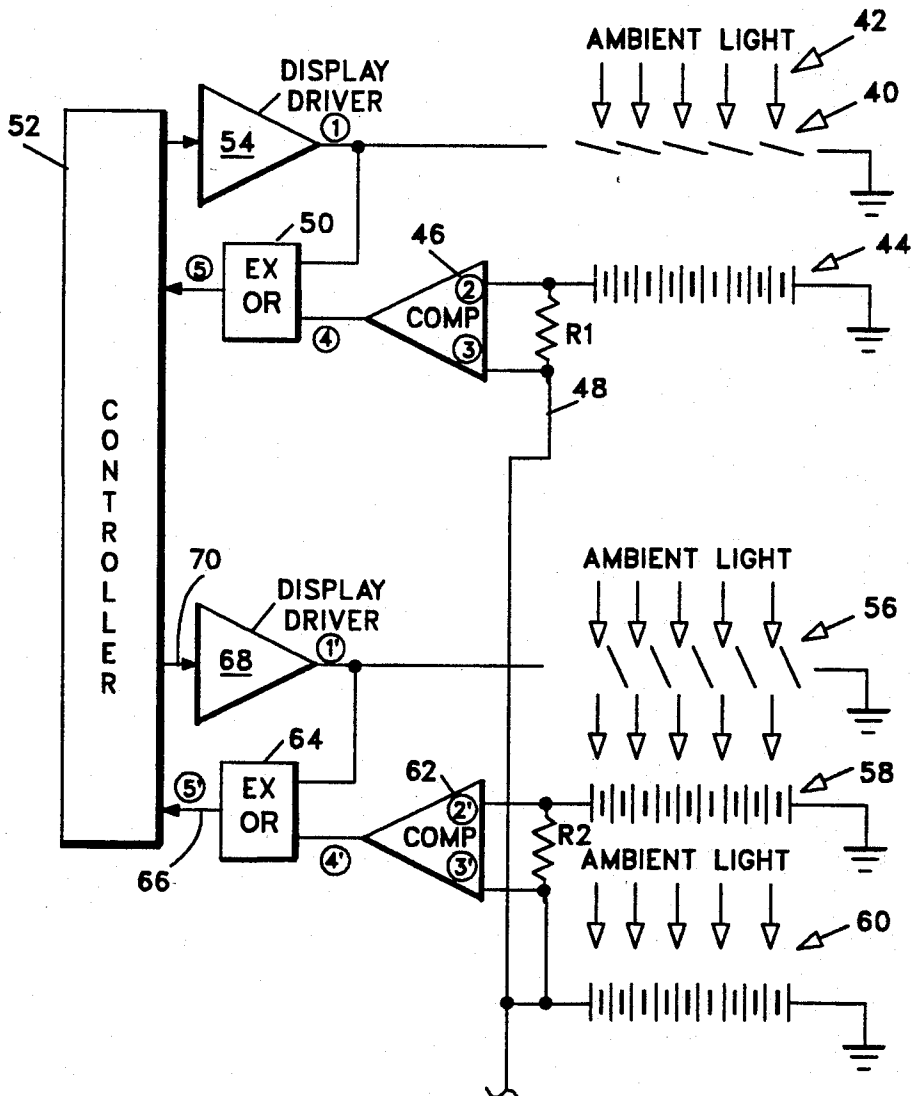 AMBIENT LIGHT
42
DISPLAY
DRIVER
40
52
54
①
50
46
44
⑤
EX
OR
②
COMP
③
④
R1
48
CONTROLLER
70
AMBIENT LIGHT
DISPLAY
DRIVER
56
68
①'
64
62
58
⑤'
EX
OR
②'
COMP
③'
④'
R2
AMBIENT LIGHT
66
60